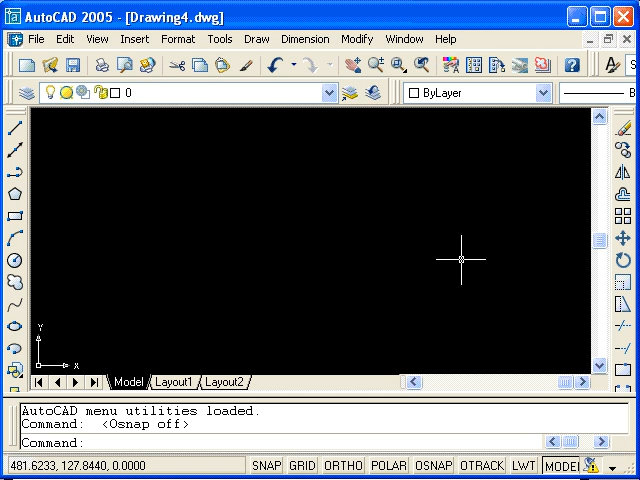 AutoCAD 2005 - [Drawing4.dwg]
File Edit View Insert Format Tools Draw Dimension Modify Window Help
0 ByLayer
Y
X
Model Layout1 Layout2
AutoCAD menu utilities loaded.
Command: <Osnap off>
Command:
481.6233, 127.8440, 0.0000 SNAP GRID ORTHO POLAR OSNAP OTRACK LWT MODEL